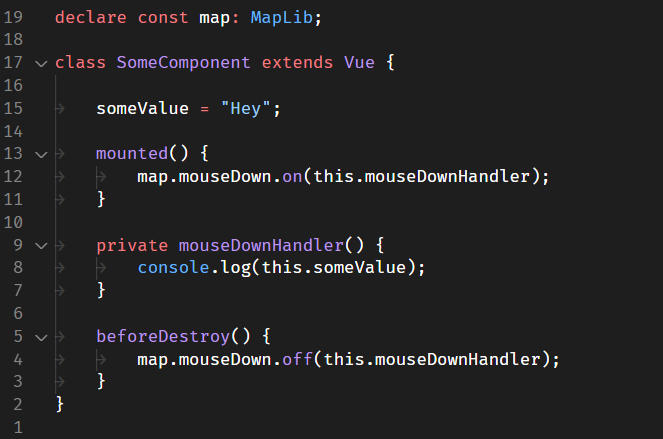 19 declare const map: MapLib;
18
17 class SomeComponent extends Vue {
16
15 someValue = "Hey";
14
13 mounted() {
12 map.mouseDown.on(this.mouseDownHandler);
11 }
10
9 private mouseDownHandler() {
8 console.log(this.someValue);
7 }
6
5 beforeDestroy() {
4 map.mouseDown.off(this.mouseDownHandler);
3 }
2 }
1